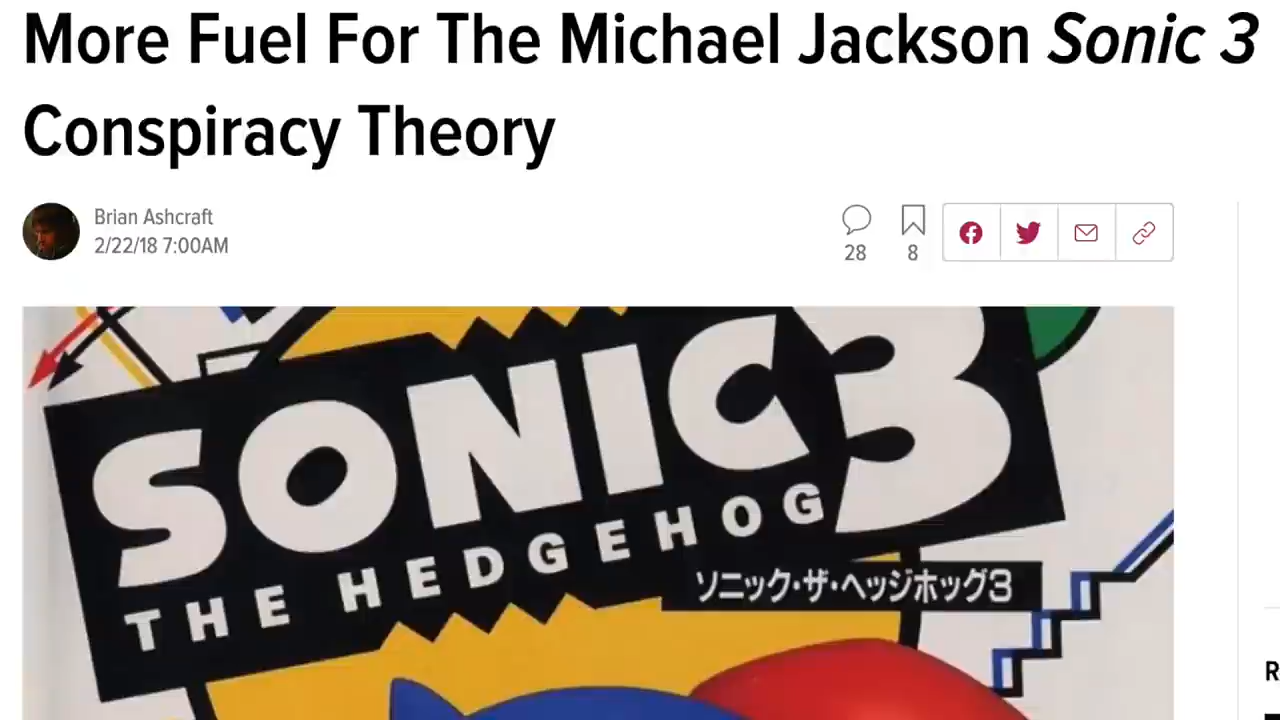 More Fuel For The Michael Jackson Sonic 3
Conspiracy Theory
Brian Ashcraft
2/22/18 7:00AM
28
8
SONIC 3
THE HEDGEHOG
ソニック・ザ・ヘッジホッグ3
R